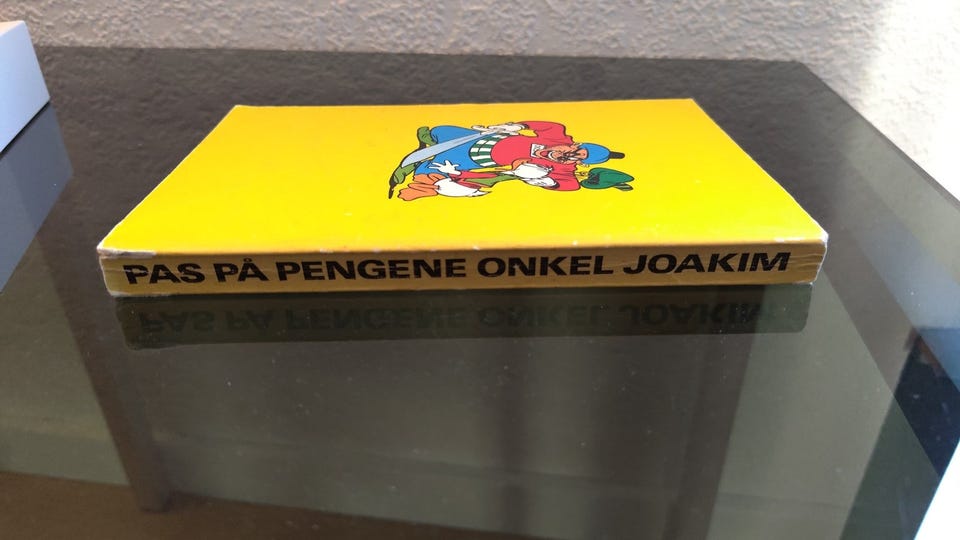 PAS PÅ PENGENE ONKEL JOAKIM